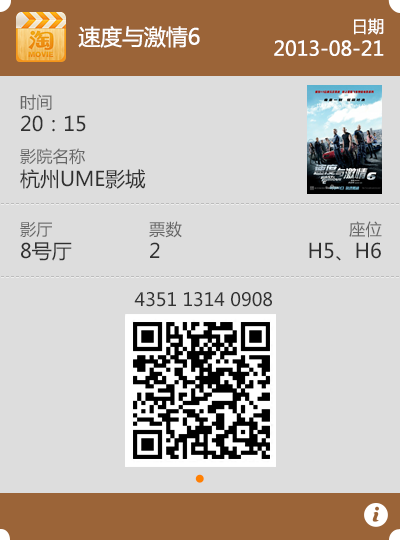 淘
MOVIE
速度与激情6
日期
2013-08-21
时间
20：15
影院名称
杭州UME影城
速度
与激情6
影厅
8号厅
票数
2
座位
H5、H6
4351 1314 0908